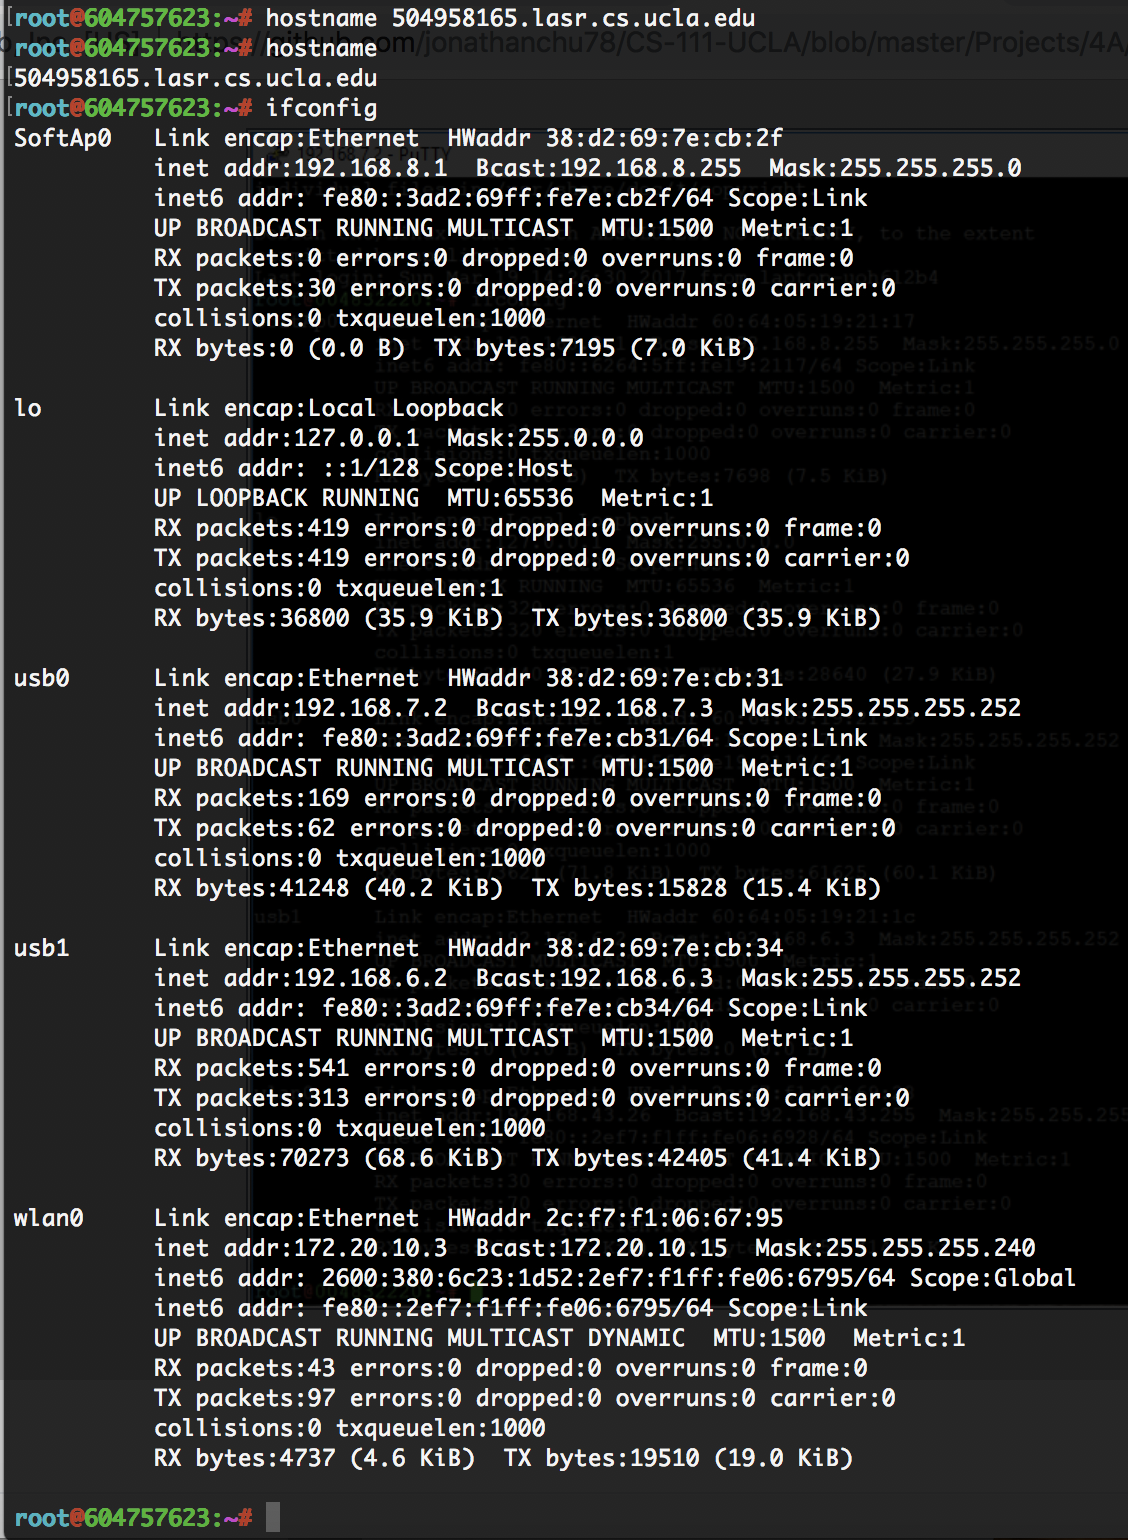 root@604757623:~# hostname 504958165.lasr.cs.ucla.edu
root@604757623:~# hostname
504958165.lasr.cs.ucla.edu
root@604757623:~# ifconfig
SoftAp0   Link encap:Ethernet  HWaddr 38:d2:69:7e:cb:2f
          inet addr:192.168.8.1  Bcast:192.168.8.255  Mask:255.255.255.0
          inet6 addr: fe80::3ad2:69ff:fe7e:cb2f/64 Scope:Link
          UP BROADCAST RUNNING MULTICAST  MTU:1500  Metric:1
          RX packets:0 errors:0 dropped:0 overruns:0 frame:0
          TX packets:30 errors:0 dropped:0 overruns:0 carrier:0
          collisions:0 txqueuelen:1000
          RX bytes:0 (0.0 B)  TX bytes:7195 (7.0 KiB)

lo        Link encap:Local Loopback
          inet addr:127.0.0.1  Mask:255.0.0.0
          inet6 addr: ::1/128 Scope:Host
          UP LOOPBACK RUNNING  MTU:65536  Metric:1
          RX packets:419 errors:0 dropped:0 overruns:0 frame:0
          TX packets:419 errors:0 dropped:0 overruns:0 carrier:0
          collisions:0 txqueuelen:1
          RX bytes:36800 (35.9 KiB)  TX bytes:36800 (35.9 KiB)

usb0      Link encap:Ethernet  HWaddr 38:d2:69:7e:cb:31
          inet addr:192.168.7.2  Bcast:192.168.7.3  Mask:255.255.255.252
          inet6 addr: fe80::3ad2:69ff:fe7e:cb31/64 Scope:Link
          UP BROADCAST RUNNING MULTICAST  MTU:1500  Metric:1
          RX packets:169 errors:0 dropped:0 overruns:0 frame:0
          TX packets:62 errors:0 dropped:0 overruns:0 carrier:0
          collisions:0 txqueuelen:1000
          RX bytes:41248 (40.2 KiB)  TX bytes:15828 (15.4 KiB)

usb1      Link encap:Ethernet  HWaddr 38:d2:69:7e:cb:34
          inet addr:192.168.6.2  Bcast:192.168.6.3  Mask:255.255.255.252
          inet6 addr: fe80::3ad2:69ff:fe7e:cb34/64 Scope:Link
          UP BROADCAST RUNNING MULTICAST  MTU:1500  Metric:1
          RX packets:541 errors:0 dropped:0 overruns:0 frame:0
          TX packets:313 errors:0 dropped:0 overruns:0 carrier:0
          collisions:0 txqueuelen:1000
          RX bytes:70273 (68.6 KiB)  TX bytes:42405 (41.4 KiB)

wlan0     Link encap:Ethernet  HWaddr 2c:f7:f1:06:67:95
          inet addr:172.20.10.3  Bcast:172.20.10.15  Mask:255.255.255.240
          inet6 addr: 2600:380:6c23:1d52:2ef7:f1ff:fe06:6795/64 Scope:Global
          inet6 addr: fe80::2ef7:f1ff:fe06:6795/64 Scope:Link
          UP BROADCAST RUNNING MULTICAST DYNAMIC  MTU:1500  Metric:1
          RX packets:43 errors:0 dropped:0 overruns:0 frame:0
          TX packets:97 errors:0 dropped:0 overruns:0 carrier:0
          collisions:0 txqueuelen:1000
          RX bytes:4737 (4.6 KiB)  TX bytes:19510 (19.0 KiB)

root@604757623:~#